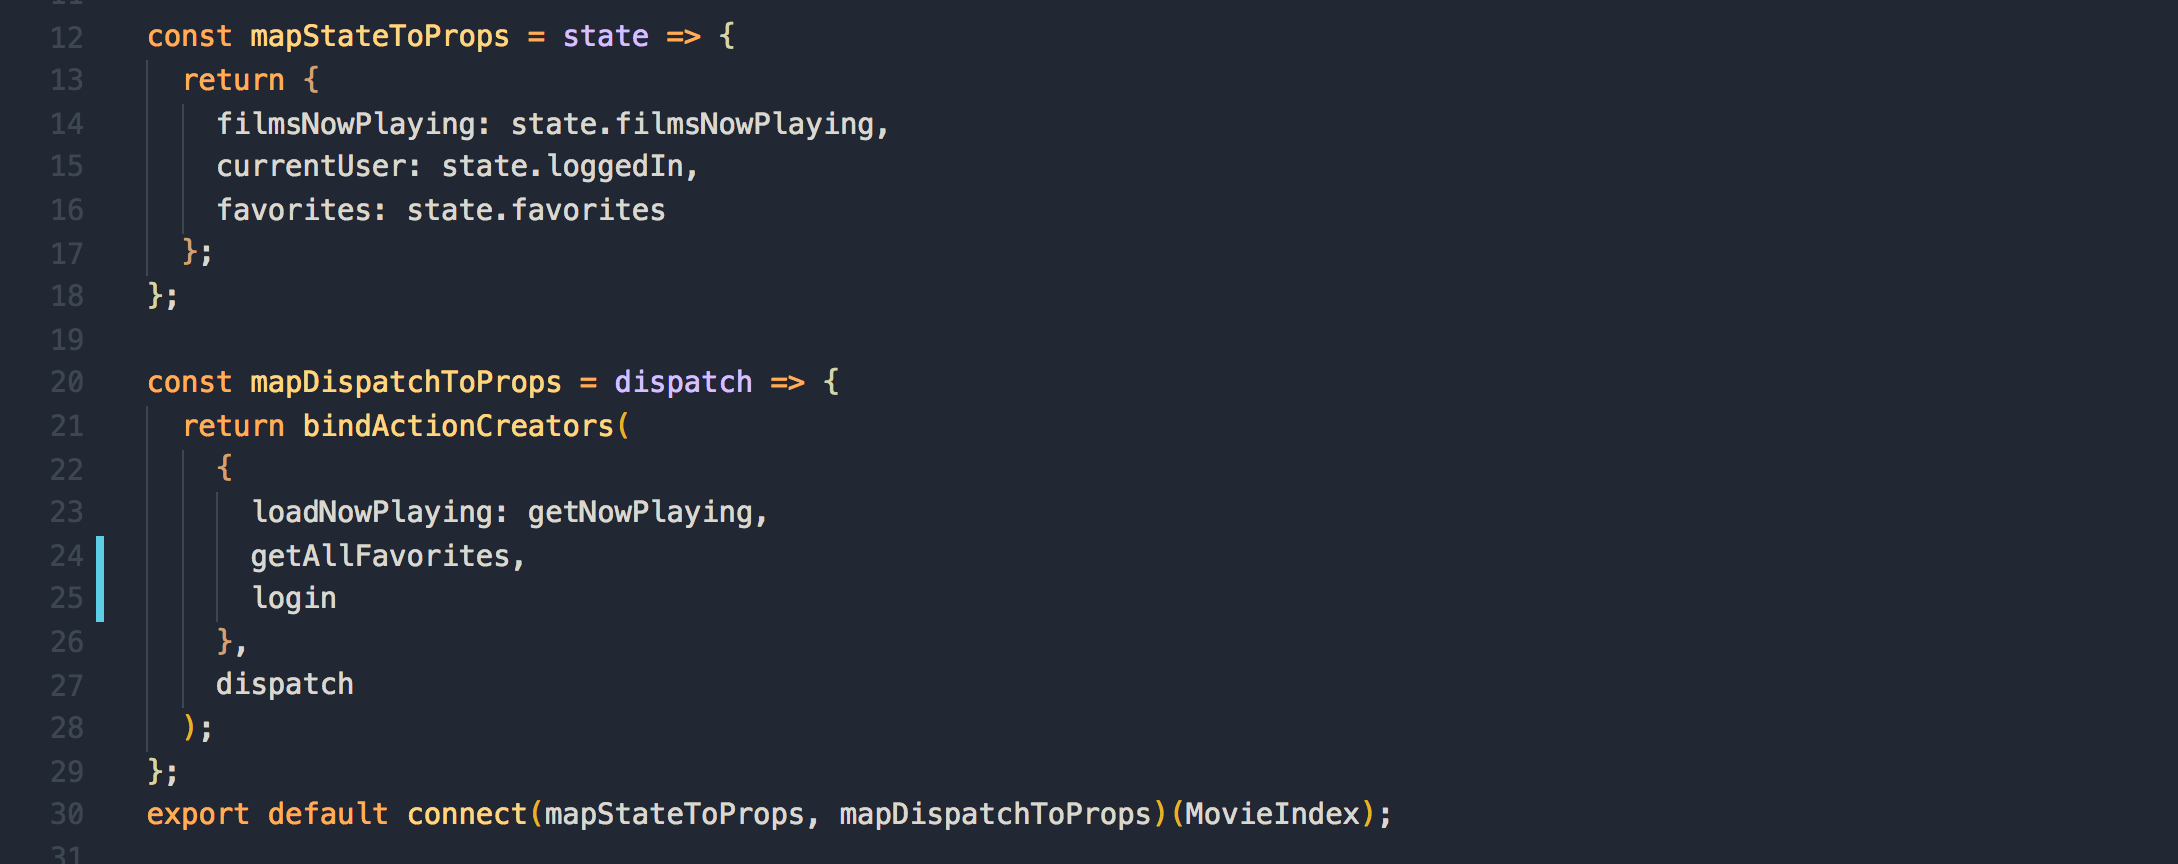 11
12 const mapStateToProps = state => {
13 return {
14 filmsNowPlaying: state.filmsNowPlaying,
15 currentUser: state.loggedIn,
16 favorites: state.favorites
17 };
18 };
19
20 const mapDispatchToProps = dispatch => {
21 return bindActionCreators(
22 {
23 loadNowPlaying: getNowPlaying,
24 getAllFavorites,
25 login
26 },
27 dispatch
28 );
29 };
30 export default connect(mapStateToProps, mapDispatchToProps)(MovieIndex);
31